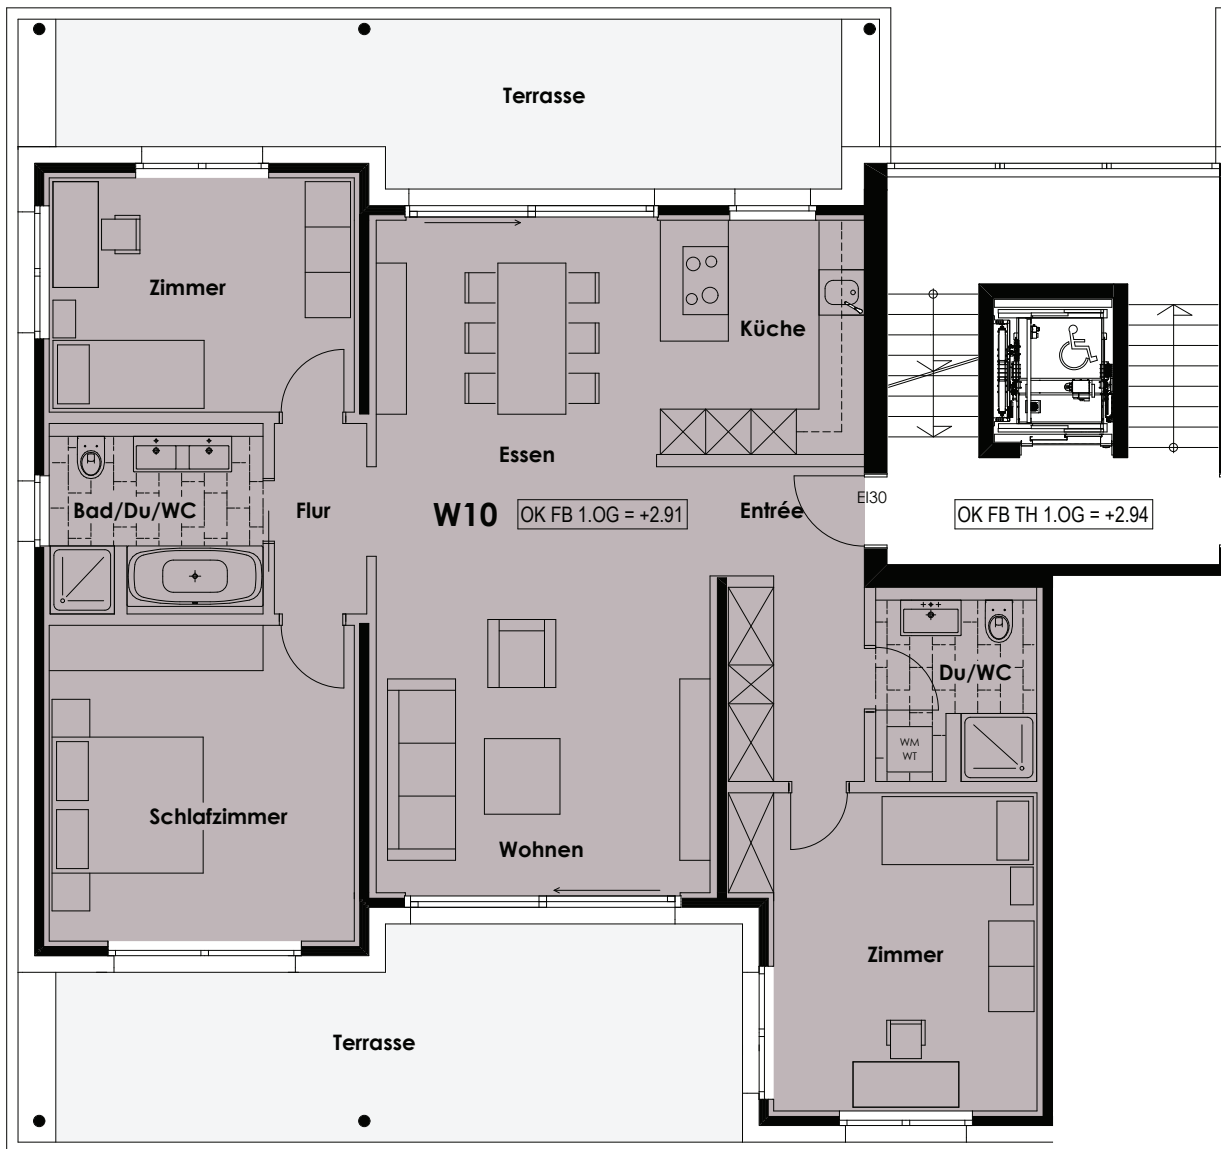 Terrasse
Zimmer
Küche
Essen
Bad/Du/WC
Flur
W10
OK FB 1.OG = +2.91
Entrée
EI30
OK FB TH 1.OG = +2.94
Du/WC
WM
WT
Schlafzimmer
Wohnen
Zimmer
Terrasse